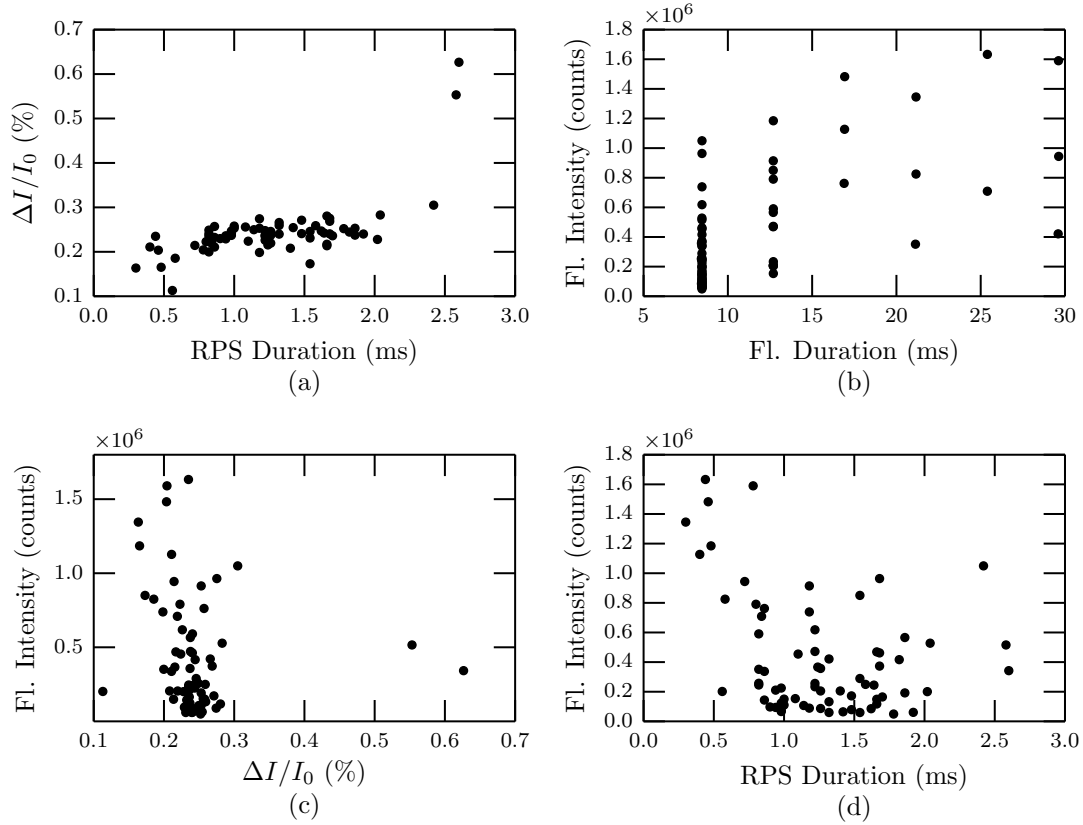 0.7
0.6
0.5
0.4
0.3
0.2
0.1
ΔI/I₀ (%)
0.0 0.5 1.0 1.5 2.0 2.5 3.0
RPS Duration (ms)
(a)
×10⁶
1.8
1.6
1.4
1.2
1.0
0.8
0.6
0.4
0.2
0.0
Fl. Intensity (counts)
5 10 15 20 25 30
Fl. Duration (ms)
(b)
×10⁶
1.5
1.0
0.5
Fl. Intensity (counts)
0.1 0.2 0.3 0.4 0.5 0.6 0.7
ΔI/I₀ (%)
(c)
×10⁶
1.8
1.6
1.4
1.2
1.0
0.8
0.6
0.4
0.2
0.0
Fl. Intensity (counts)
0.0 0.5 1.0 1.5 2.0 2.5 3.0
RPS Duration (ms)
(d)